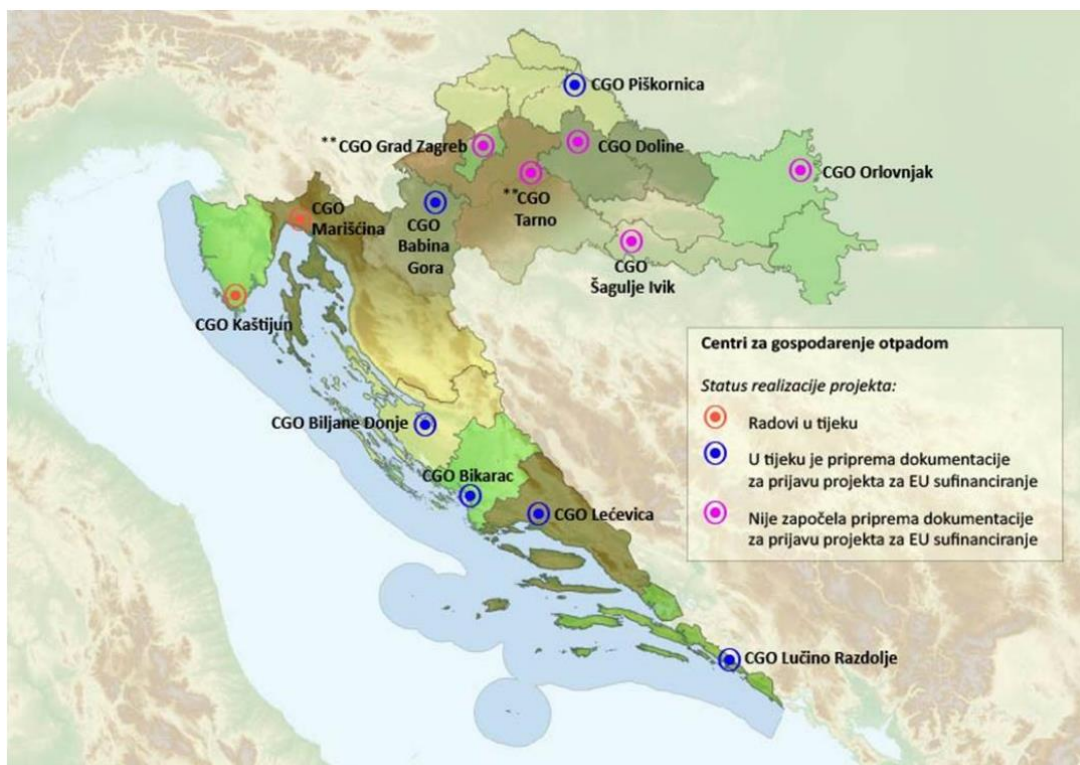 CGO Piškornica
**CGO Grad Zagreb
CGO Doline
CGO Orlovnjak
**CGO
Tarno
CGO
Marišćina
CGO
Babina
Gora
CGO
Šagulje Ivik
CGO Kaštijun
Centri za gospodarenje otpadom
Status realizacije projekta:
Radovi u tijeku
U tijeku je priprema dokumentacije
za prijavu projekta za EU sufinanciranje
Nije započela priprema dokumentacije
za prijavu projekta za EU sufinanciranje
CGO Biljane Donje
CGO Bikarac
CGO Lećevica
CGO Lučino Razdolje